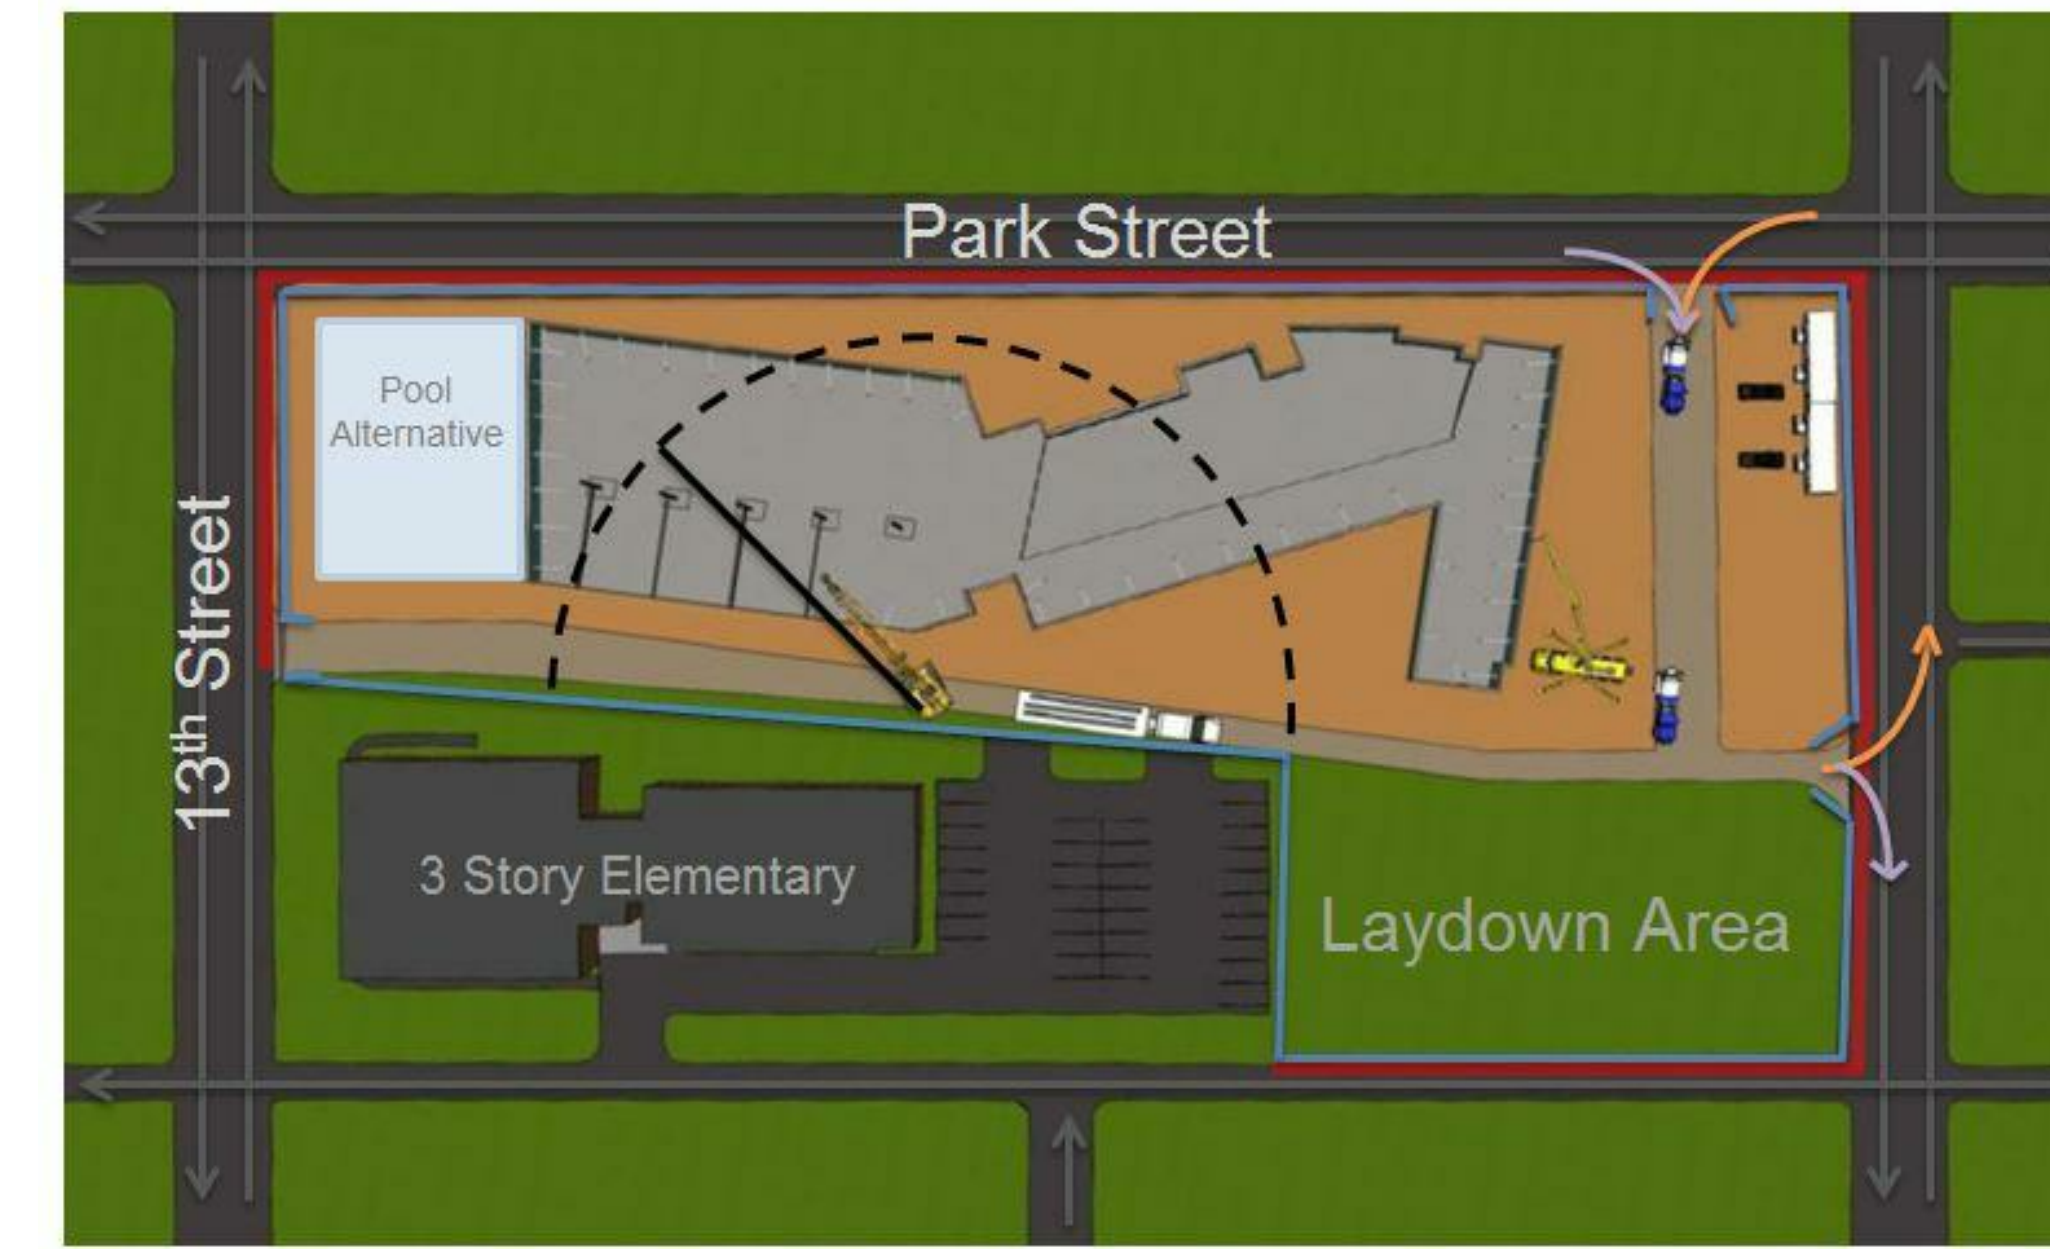 Park Street
Pool
Alternative
13th Street
3 Story Elementary
Laydown Area